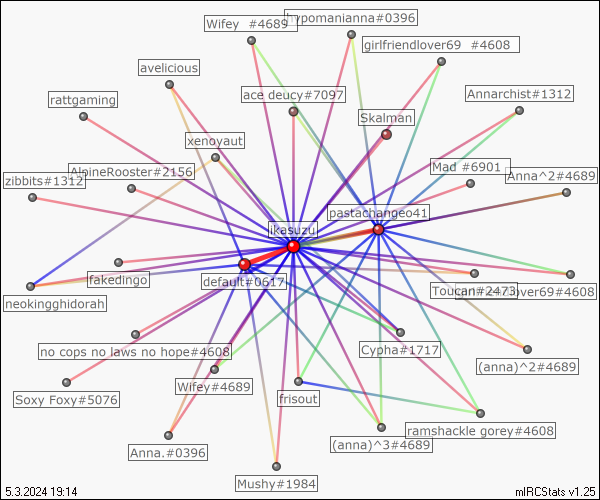 Wifey #4689
hypomanianna#0396
girlfriendlover69 #4608
avelicious
ace deucy#7097
Annarchist#1312
rattgaming
Skalman
xenoyaut
AlpineRooster#2156
Mad #6901
zibbits#1312
Anna^2#4689
pastachangeo41
ikasuzu
fakedingo
default#0617
Toucan#2473
over69#4608
neokingghidorah
no cops no laws no hope#4608
Cypha#1717
(anna)^2#4689
Wifey#4689
Soxy Foxy#5076
frisout
ramshackle gorey#4608
(anna)^3#4689
Anna.#0396
Mushy#1984
5.3.2024 19:14
mIRCStats v1.25